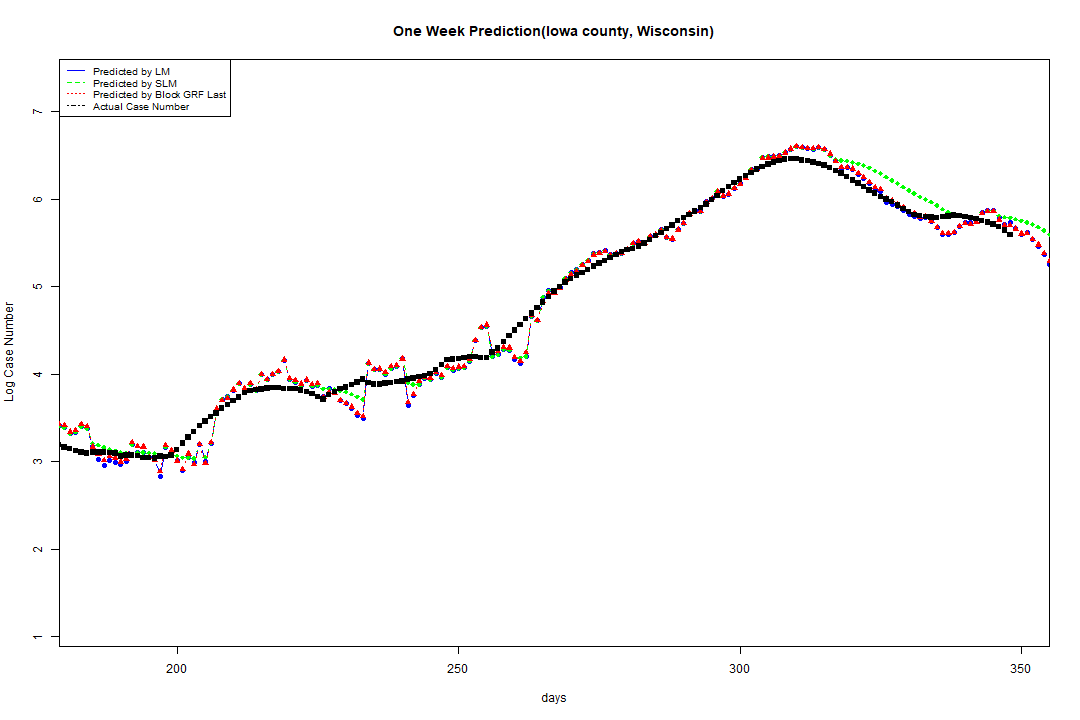 One Week Prediction(Iowa county, Wisconsin)
Predicted by LM
Predicted by SLM
Predicted by Block GRF Last
Actual Case Number
7
6
5
4
3
2
1
Log Case Number
200
250
300
350
days